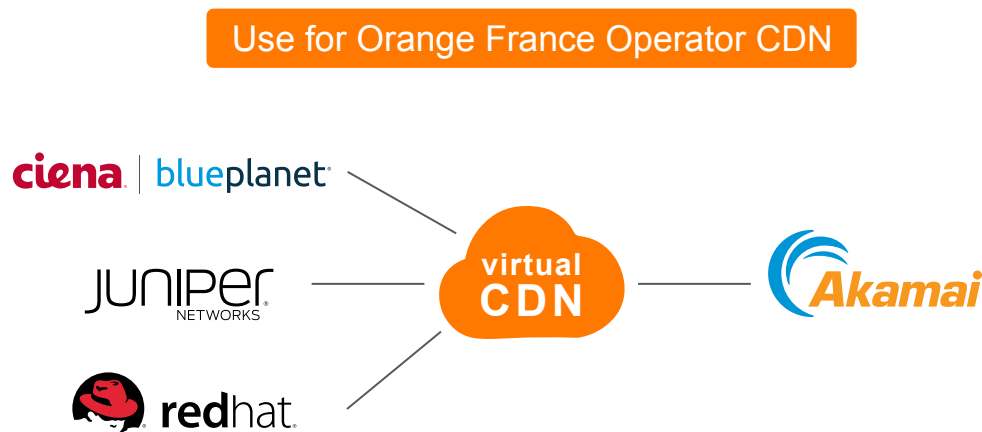 Use for Orange France Operator CDN
ciena | blueplanet
JUNIPER
NETWORKS
redhat.
virtual
CDN
Akamai